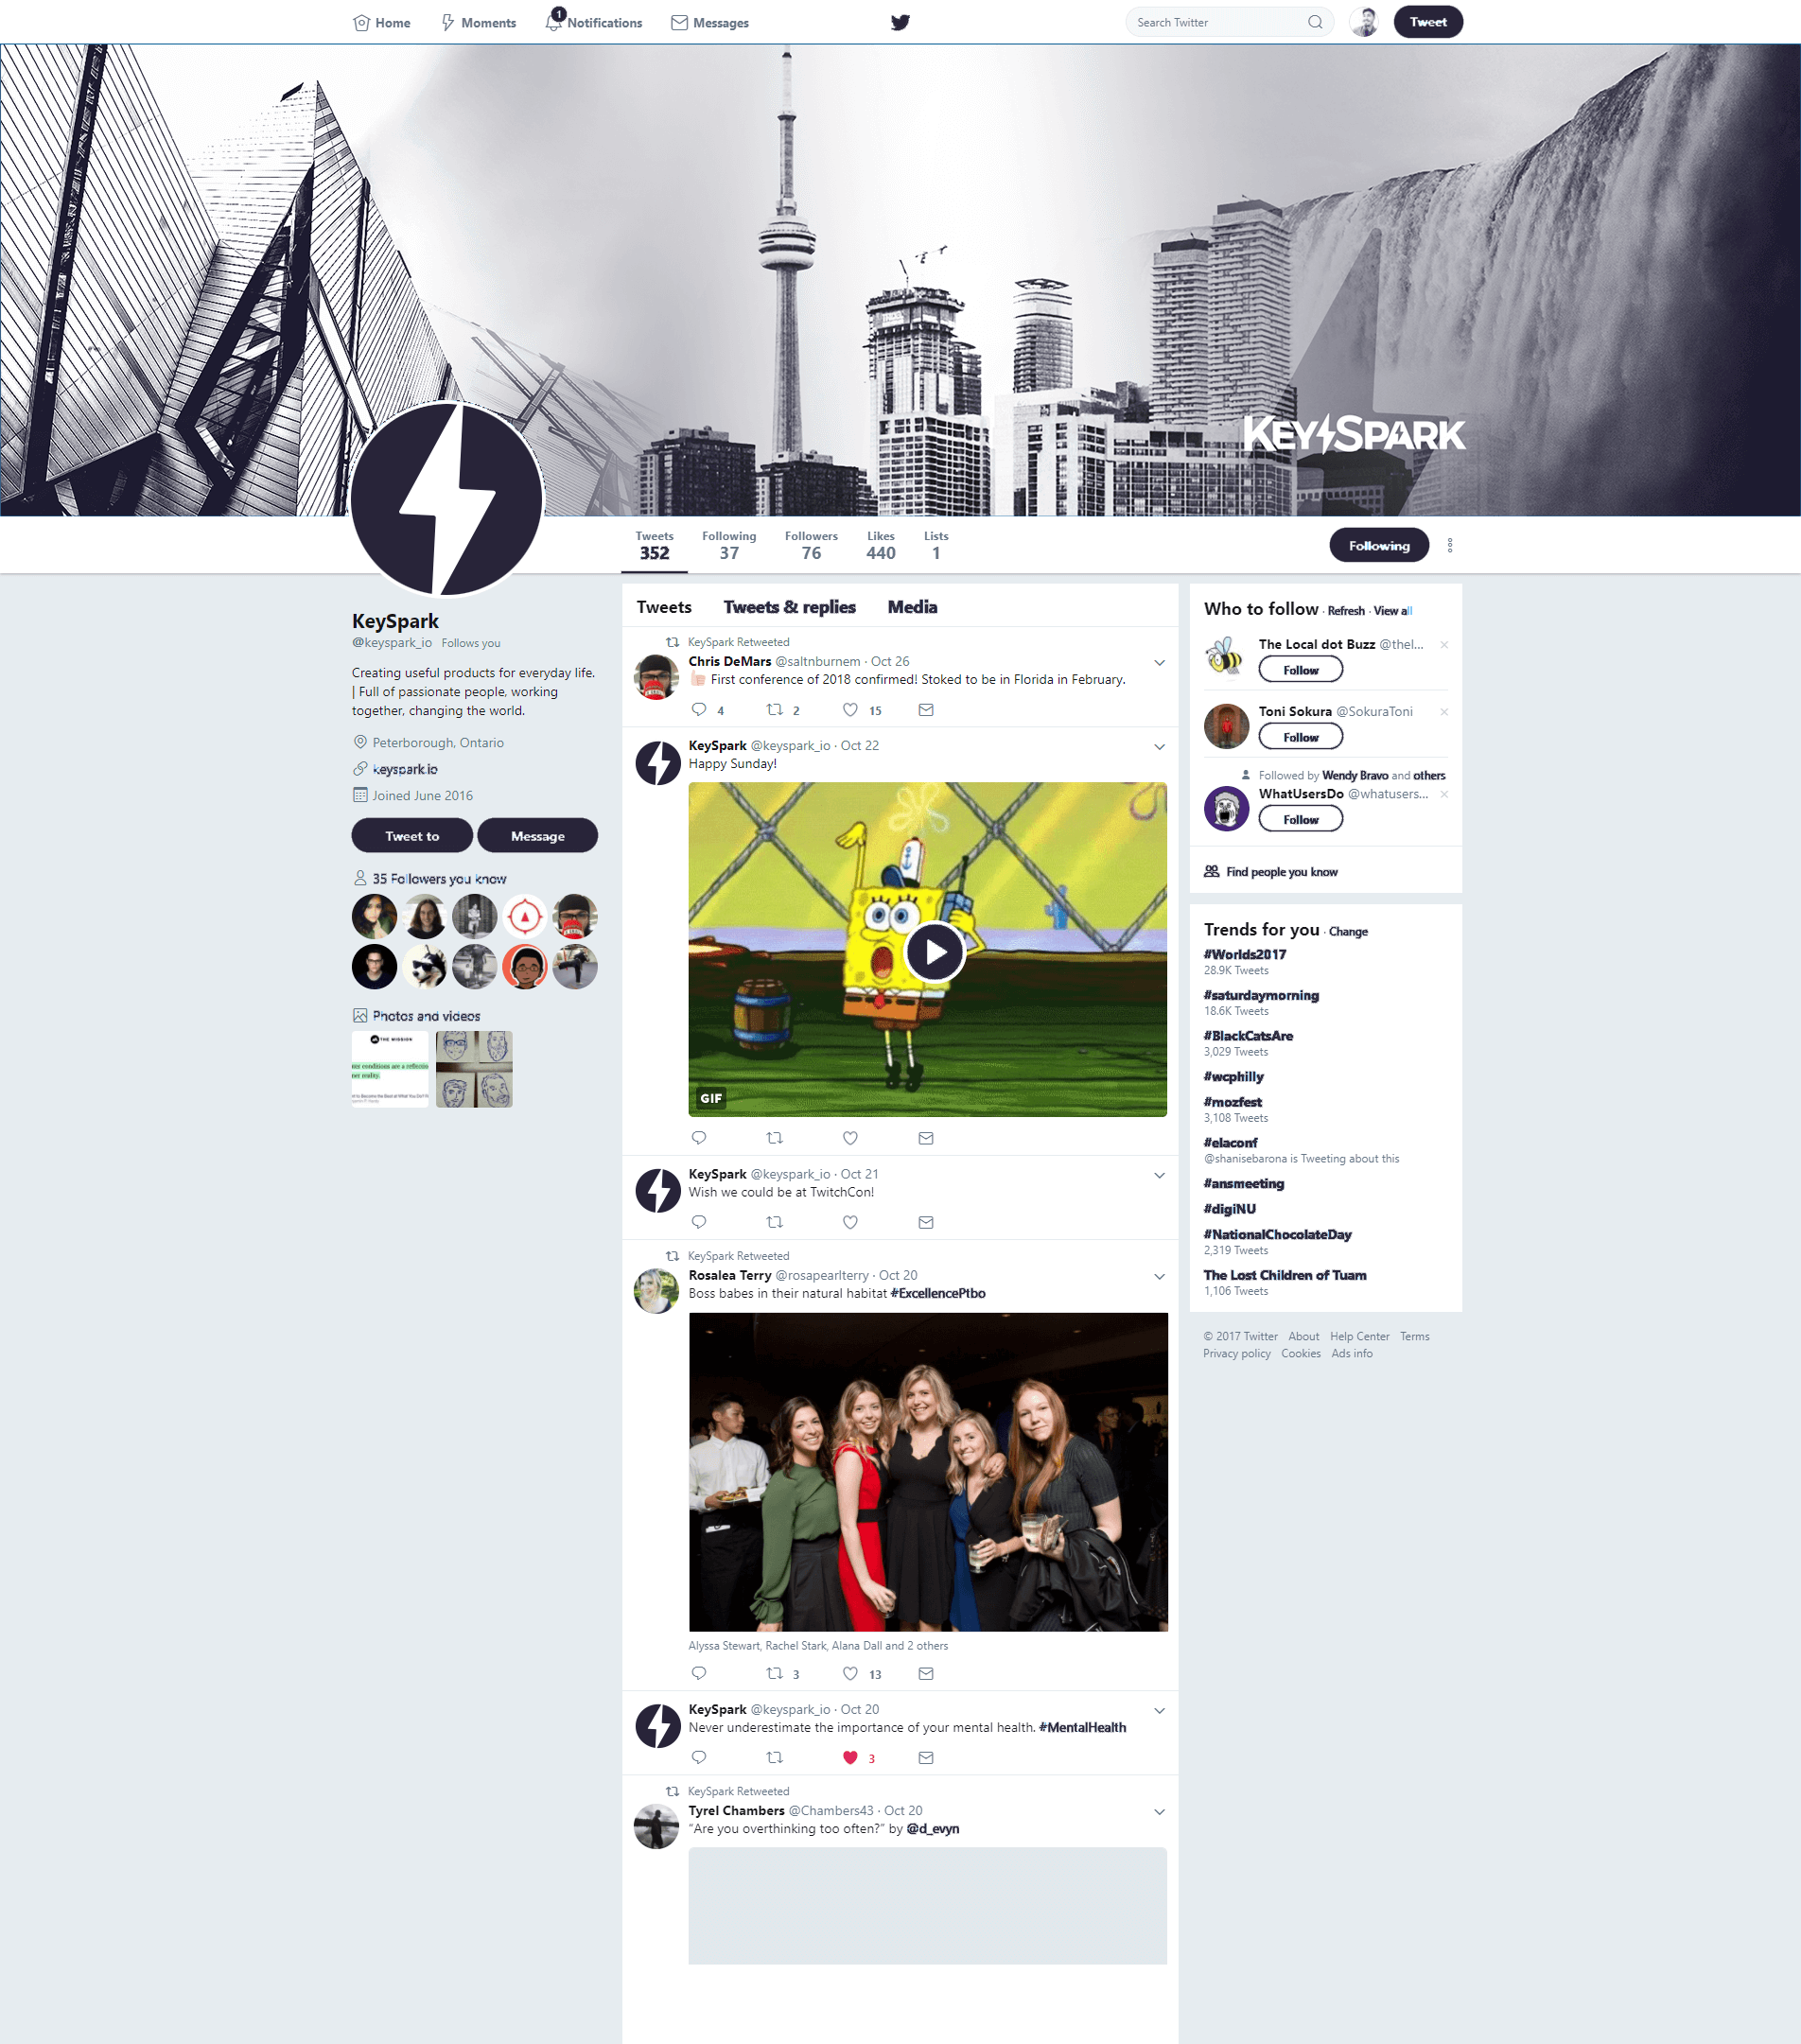 Home Moments 1 Notifications Messages Search Twitter Tweet
KEYSPARK
Tweets Following Followers Likes Lists
352 37 76 440 1
Following
KeySpark
@keyspark_io Follows you
Creating useful products for everyday life.
| Full of passionate people, working
together, changing the world.
Peterborough, Ontario
keyspark.io
Joined June 2016
Tweet to Message
35 Followers you know
Photos and videos
THE MISSION
conditions are a
reality.
Tweets Tweets & replies Media
KeySpark Retweeted
Chris DeMars @saltnburnem · Oct 26
👍🏻 First conference of 2018 confirmed! Stoked to be in Florida in February.
4 2 15
KeySpark @keyspark_io · Oct 22
Happy Sunday!
GIF
KeySpark @keyspark_io · Oct 21
Wish we could be at TwitchCon!
KeySpark Retweeted
Rosalea Terry @rosapearlterry · Oct 20
Boss babes in their natural habitat #ExcellencePtbo
Alyssa Stewart, Rachel Stark, Alana Dall and 2 others
3 13
KeySpark @keyspark_io · Oct 20
Never underestimate the importance of your mental health. #MentalHealth
3
KeySpark Retweeted
Tyrel Chambers @Chambers43 · Oct 20
“Are you overthinking too often?” by @d_evyn
Who to follow · Refresh · View all
The Local dot Buzz @thel...
Follow
Toni Sokura @SokuraToni
Follow
Followed by Wendy Bravo and others
WhatUsersDo @whatusers...
Follow
Find people you know
Trends for you · Change
#Worlds2017
28.9K Tweets
#saturdaymorning
18.6K Tweets
#BlackCatsAre
3,029 Tweets
#wcphilly
#mozfest
3,108 Tweets
#elaconf
@shanisebarona is Tweeting about this
#ansmeeting
#digiNU
#NationalChocolateDay
2,319 Tweets
The Lost Children of Tuam
1,106 Tweets
© 2017 Twitter About Help Center Terms
Privacy policy Cookies Ads info